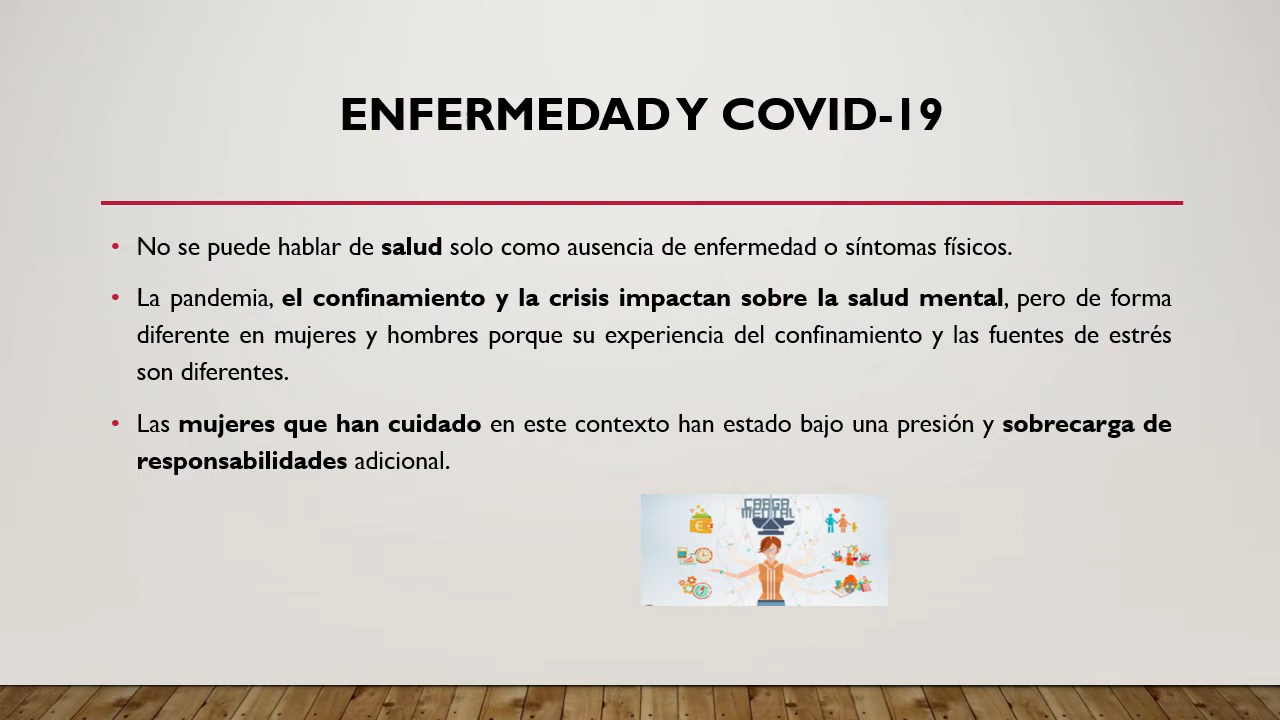 ENFERMEDAD Y COVID-19
• No se puede hablar de salud solo como ausencia de enfermedad o síntomas físicos.
• La pandemia, el confinamiento y la crisis impactan sobre la salud mental, pero de forma
diferente en mujeres y hombres porque su experiencia del confinamiento y las fuentes de estrés
son diferentes.
• Las mujeres que han cuidado en este contexto han estado bajo una presión y sobrecarga de
responsabilidades adicional.
CARGA
MENTAL